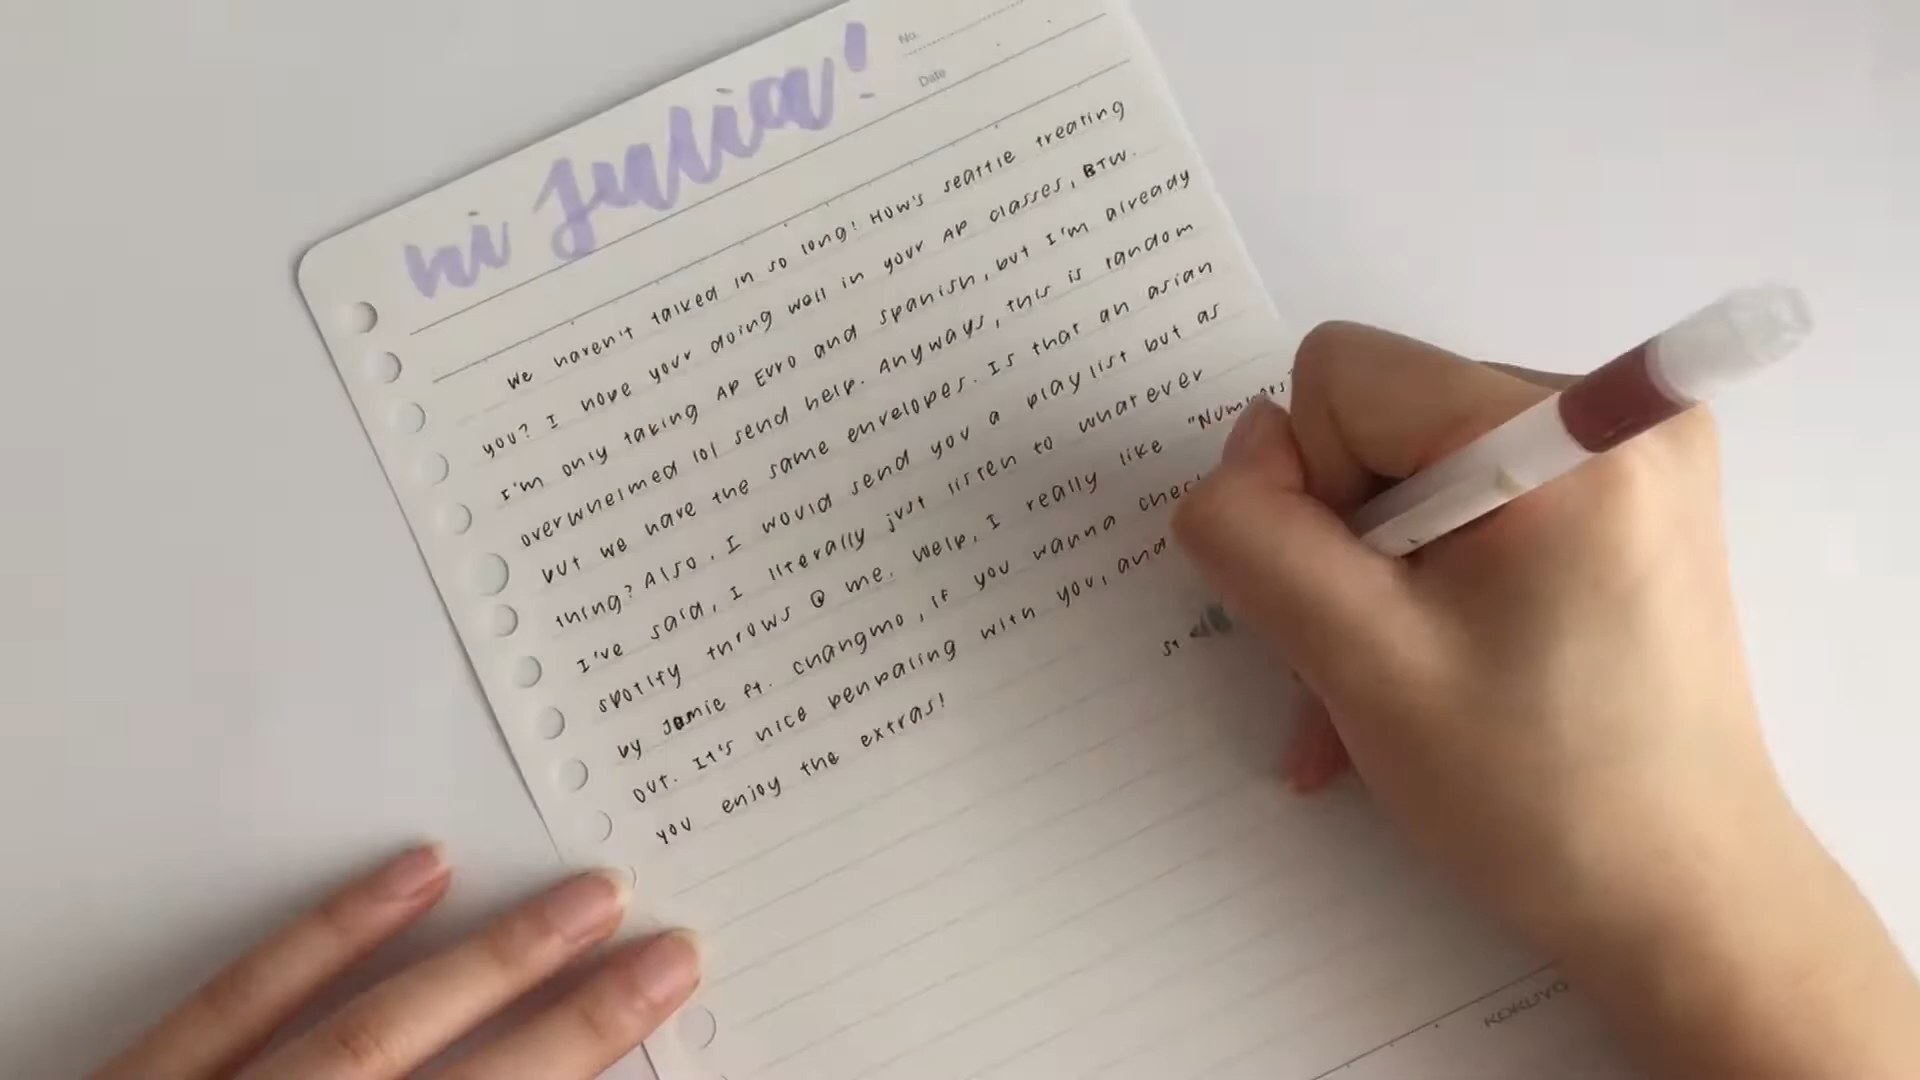 hi Julia!
No.
Date
We haven't talked in so long! How's seattle treating
you? I hope your doing well in your AP classes, BTW.
I'm only taking AP Euro and spanish, but I'm already
overwhelmed lol send help. Anyways, this is random
but we have the same envelopes. Is that an asian
thing? Also, I would send you a playlist but as
I've said, I literally just listen to whatever
spotify throws @ me. Welp, I really like "Numbers"
by Jamie ft. changmo, if you wanna check
out. It's nice penpaling with you, and
you enjoy the extras!
KOKUYO